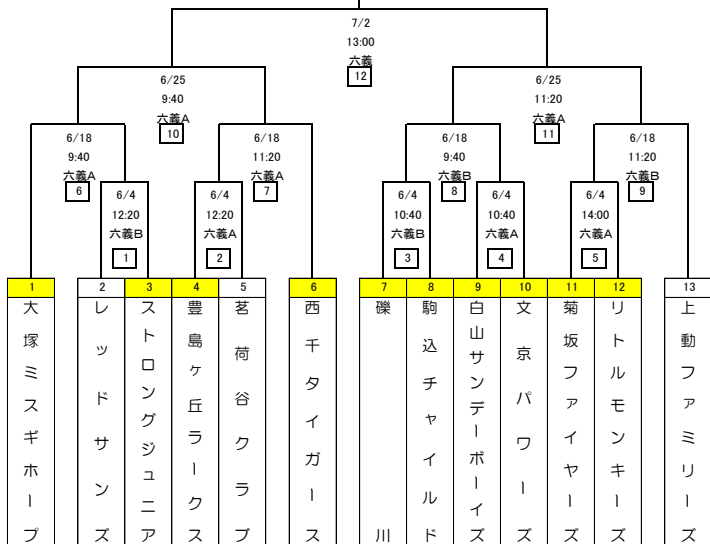 7/2
13:00
六義
12
6/25
9:40
六義A
10
6/25
11:20
六義A
11
6/18
9:40
六義A
6
6/18
11:20
六義A
7
6/18
9:40
六義B
8
6/18
11:20
六義B
9
6/4
12:20
六義B
1
6/4
12:20
六義A
2
6/4
10:40
六義B
3
6/4
10:40
六義A
4
6/4
14:00
六義A
5
1
大塚ミスギホープ
2
レッドサンズ
3
ストロングジュニア
4
豊島ヶ丘ラークス
5
茗荷谷クラブ
6
西千タイガース
7
礫川
8
駒込チャイルド
9
白山サンデーボーイズ
10
文京パワーズ
11
菊坂ファイヤーズ
12
リトルモンキーズ
13
上動ファミリーズ